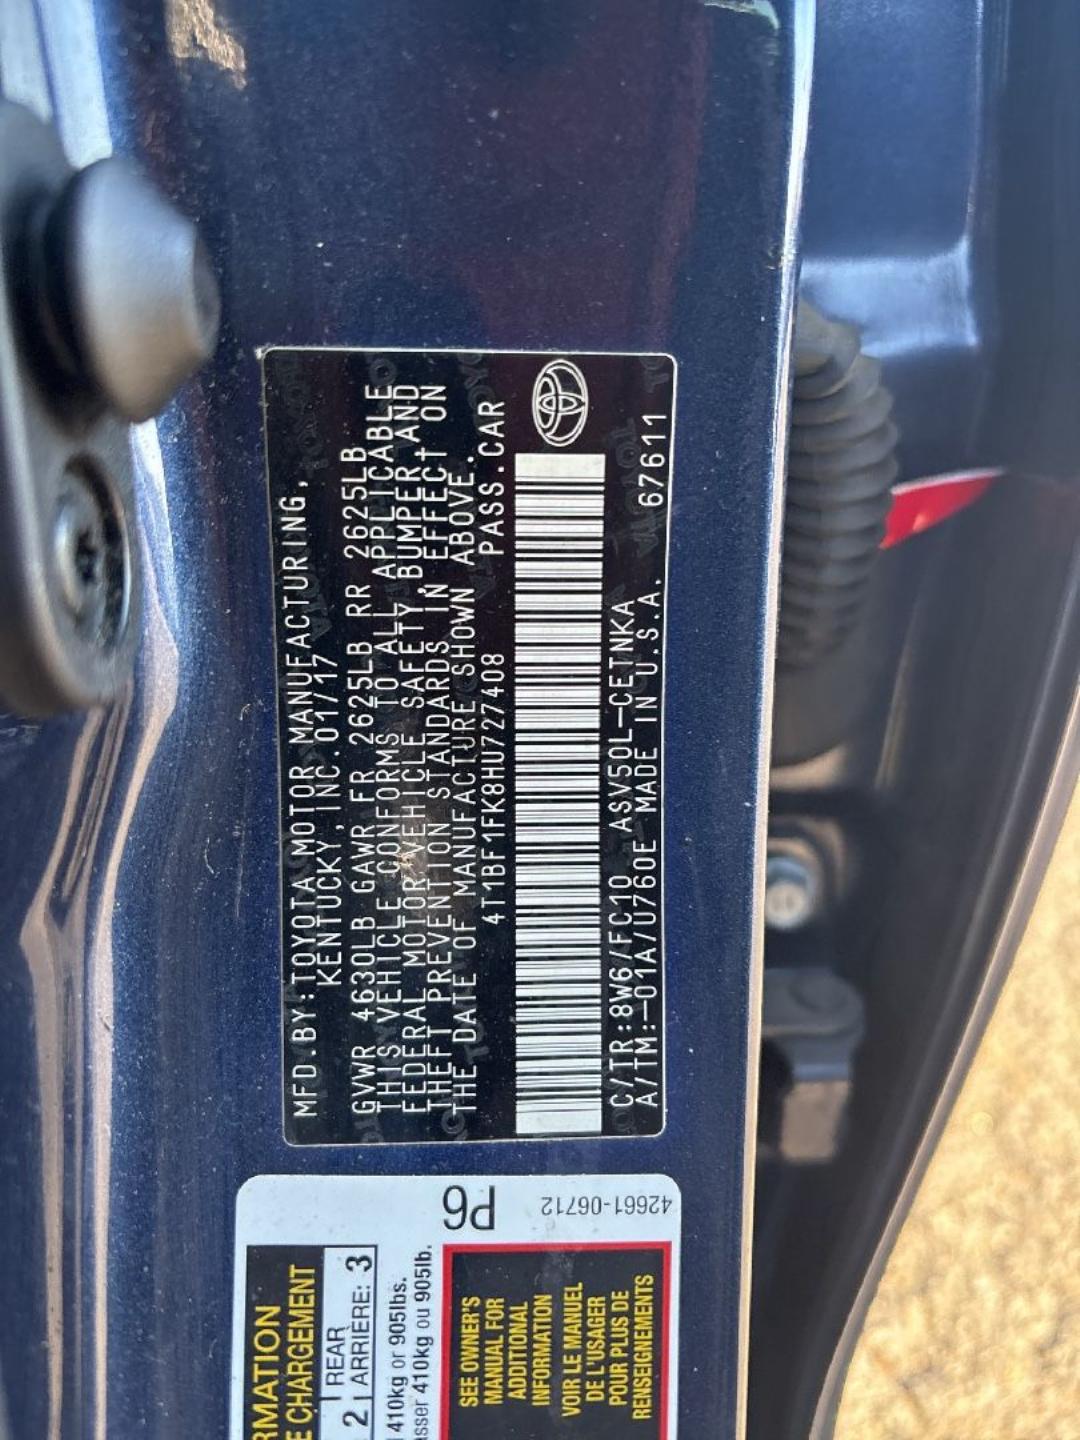 MFD.BY:TOYOTA MOTOR MANUFACTURING,
KENTUCKY, INC. 01/17
GVWR 4630LB GAWR FR 2625LB RR 2625LB
THIS VEHICLE CONFORMS TO ALL APPLICABLE
FEDERAL MOTOR VEHICLE SAFETY, BUMPER, AND
THEFT PREVENTION STANDARDS IN EFFECT ON
THE DATE OF MANUFACTURE SHOWN ABOVE.
4T1BF1FK8HU727408 PASS.CAR
C/TR:8W6/FC10 ASV50L-CETNKA
A/TM:-01A/U760E MADE IN U.S.A. 67611
P6
42661-06712
RMATION
E CHARGEMENT
2 REAR
ARRIÈRE: 3
410kg or 905lbs.
asser 410kg ou 905lb.
SEE OWNER'S
MANUAL FOR
ADDITIONAL
INFORMATION
VOIR LE MANUEL
DE L'USAGER
POUR PLUS DE
RENSEIGNEMENTS